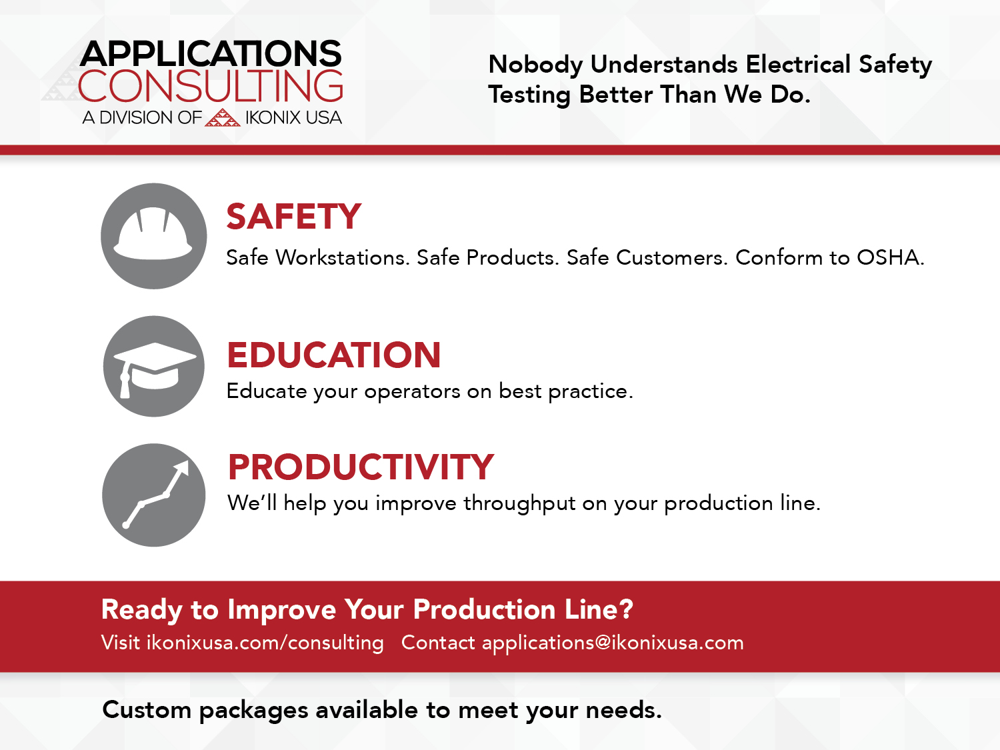 APPLICATIONS
CONSULTING
A DIVISION OF IKONIX USA
Nobody Understands Electrical Safety
Testing Better Than We Do.
SAFETY
Safe Workstations. Safe Products. Safe Customers. Conform to OSHA.
EDUCATION
Educate your operators on best practice.
PRODUCTIVITY
We’ll help you improve throughput on your production line.
Ready to Improve Your Production Line?
Visit ikonixusa.com/consulting   Contact applications@ikonixusa.com
Custom packages available to meet your needs.